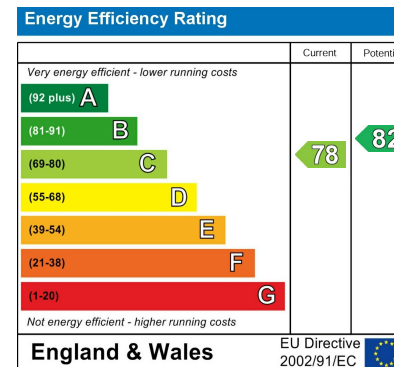 Energy Efficiency Rating
Current Potenti
Very energy efficient - lower running costs
(92 plus) A
(81-91) B
(69-80) C
(55-68) D
(39-54) E
(21-38) F
(1-20) G
78
82
Not energy efficient - higher running costs
England & Wales
EU Directive
2002/91/EC